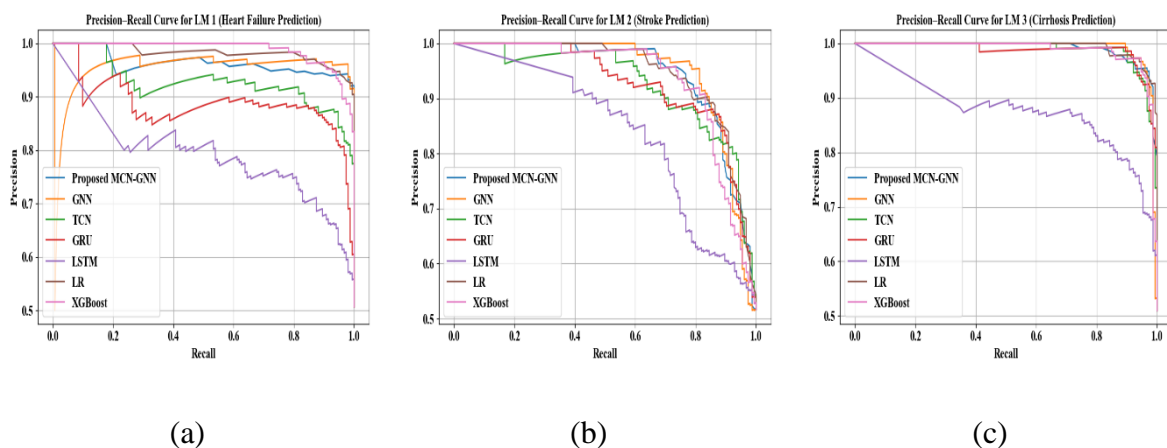 Precision–Recall Curve for LM 1 (Heart Failure Prediction)
1.0
0.9
0.8
0.7
0.6
0.5
Precision
Proposed MCN-GNN
GNN
TCN
GRU
LSTM
LR
XGBoost
0.0 0.2 0.4 0.6 0.8 1.0
Recall
Precision–Recall Curve for LM 2 (Stroke Prediction)
1.0
0.9
0.8
0.7
0.6
0.5
Precision
Proposed MCN-GNN
GNN
TCN
GRU
LSTM
LR
XGBoost
0.0 0.2 0.4 0.6 0.8 1.0
Recall
Precision–Recall Curve for LM 3 (Cirrhosis Prediction)
1.0
0.9
0.8
0.7
0.6
0.5
Precision
Proposed MCN-GNN
GNN
TCN
GRU
LSTM
LR
XGBoost
0.0 0.2 0.4 0.6 0.8 1.0
Recall
(a) (b) (c)